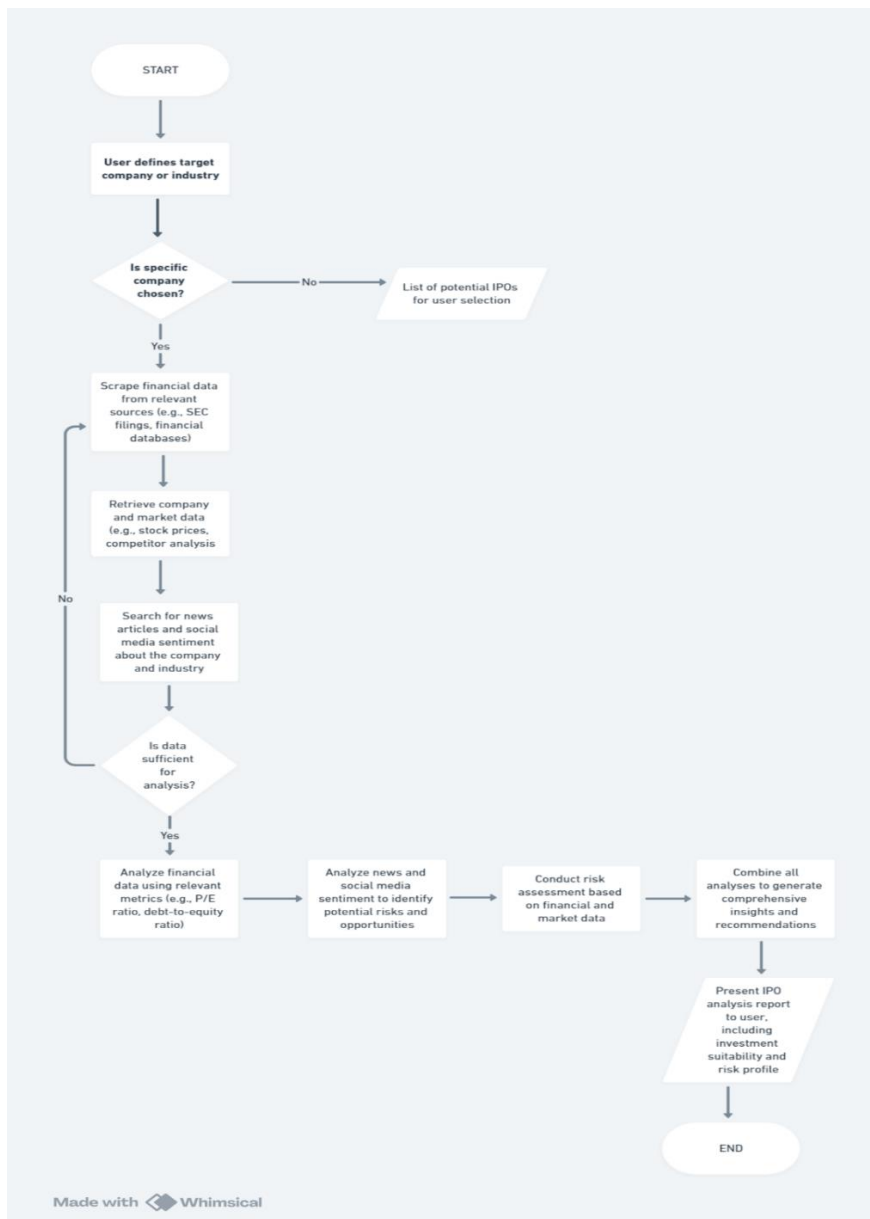 START
User defines target
company or industry
Is specific
company
chosen?
No
List of potential IPOs
for user selection
Yes
Scrape financial data
from relevant
sources (e.g., SEC
filings, financial
databases)
Retrieve company
and market data
(e.g., stock prices,
competitor analysis
No
Search for news
articles and social
media sentiment
about the company
and industry
Is data
sufficient
for
analysis?
Yes
Analyze financial
data using relevant
metrics (e.g., P/E
ratio, debt-to-equity
ratio)
Analyze news and
social media
sentiment to identify
potential risks and
opportunities
Conduct risk
assessment based
on financial and
market data
Combine all
analyses to generate
comprehensive
insights and
recommendations
Present IPO
analysis report
to user,
including
investment
suitability and
risk profile
END
Made with Whimsical